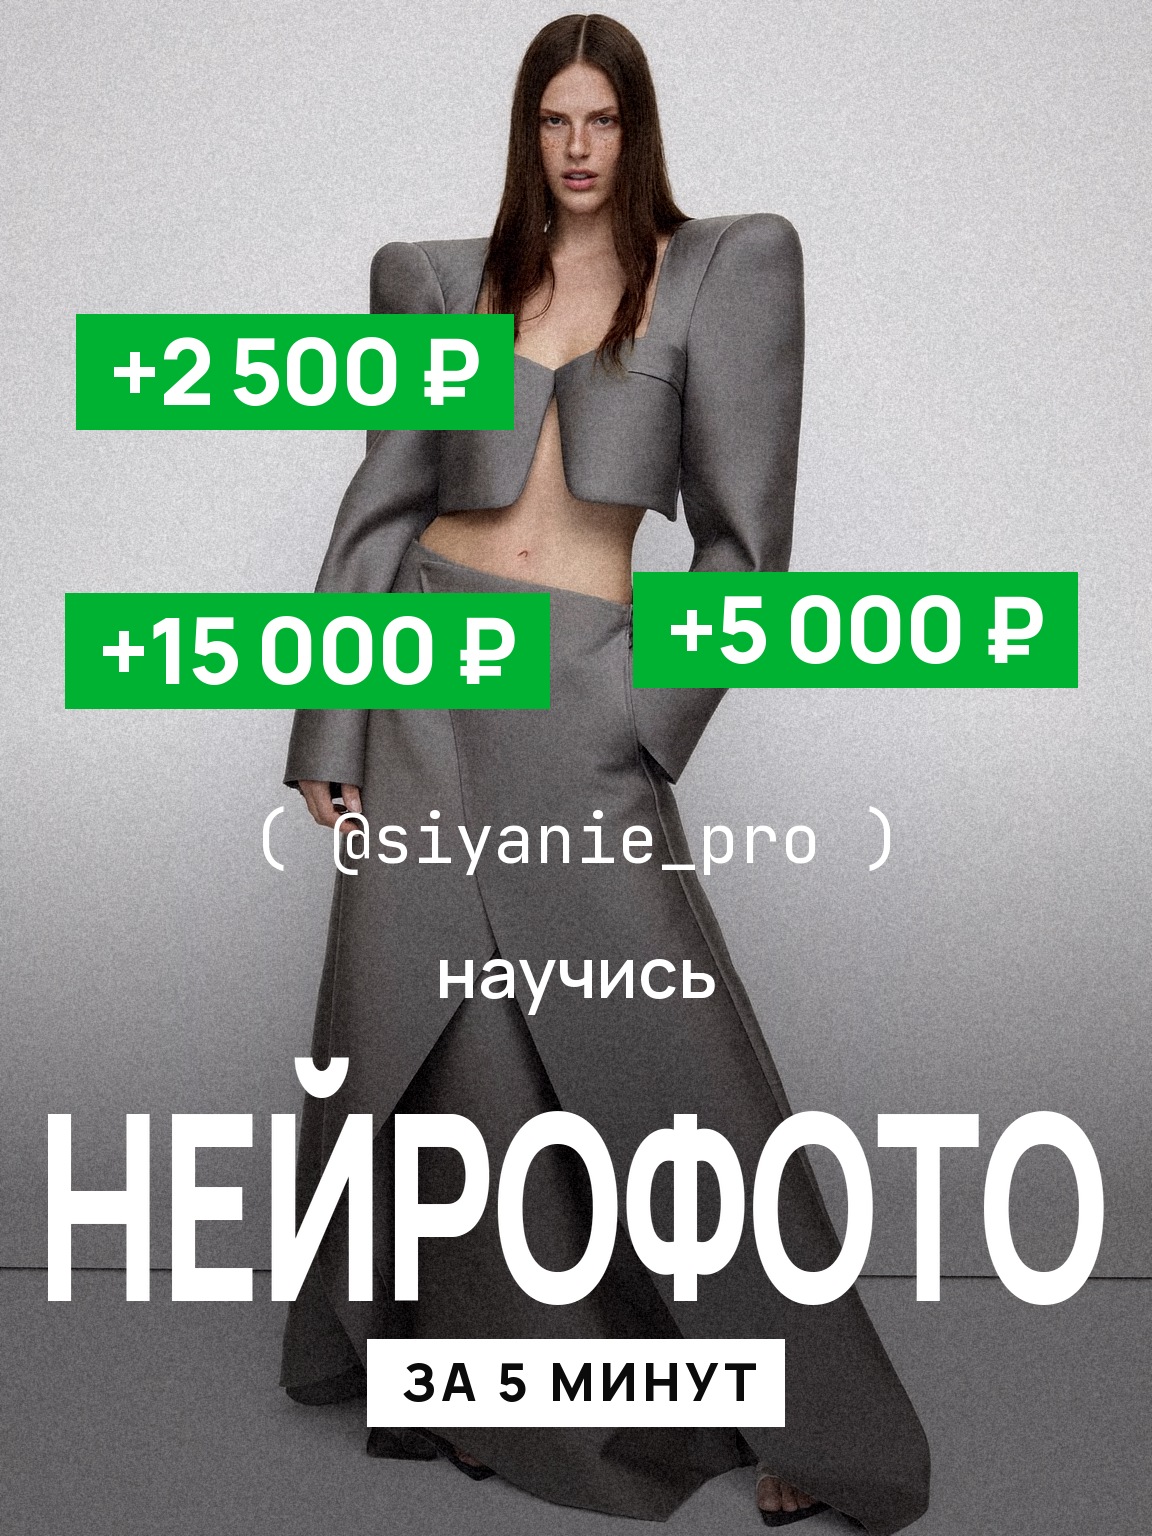 +2 500 ₽
+15 000 ₽
+5 000 ₽
( @siyanie_pro )
научись
НЕЙРОФОТО
ЗА 5 МИНУТ